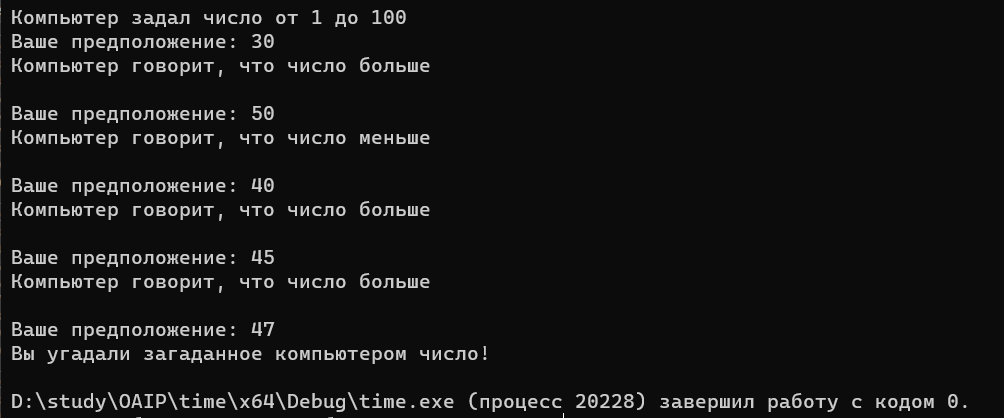 Компьютер задал число от 1 до 100
Ваше предположение: 30
Компьютер говорит, что число больше
Ваше предположение: 50
Компьютер говорит, что число меньше
Ваше предположение: 40
Компьютер говорит, что число больше
Ваше предположение: 45
Компьютер говорит, что число больше
Ваше предположение: 47
Вы угадали загаданное компьютером число!
D:\study\OAIP\time\x64\Debug\time.exe (процесс 20228) завершил работу с кодом 0.